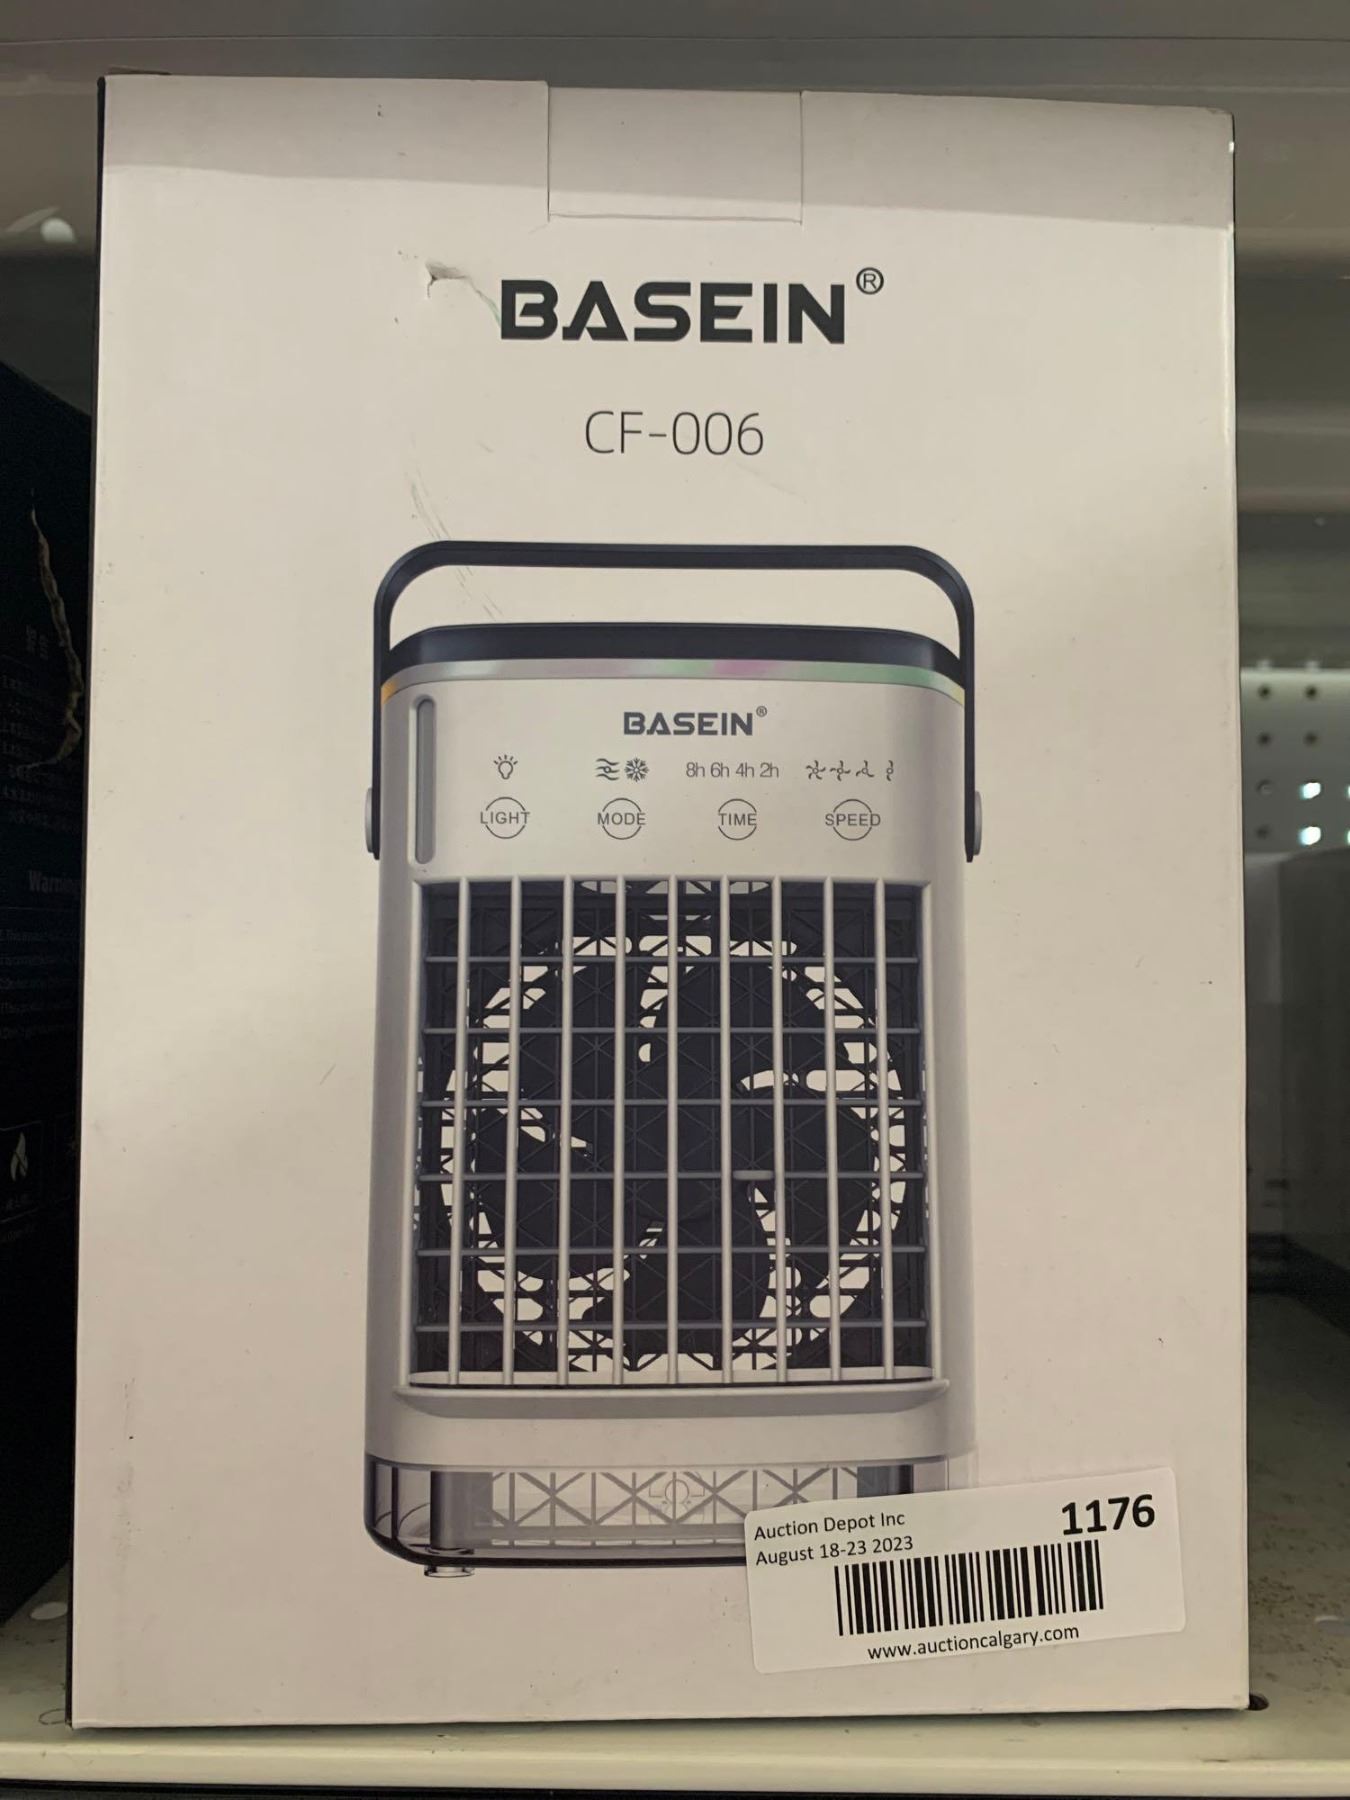 BASEIN®
CF-006
BASEIN®
8h 6h 4h 2h
LIGHT MODE TIME SPEED
Auction Depot Inc 1176
August 18-23 2023
www.auctioncalgary.com
Warning